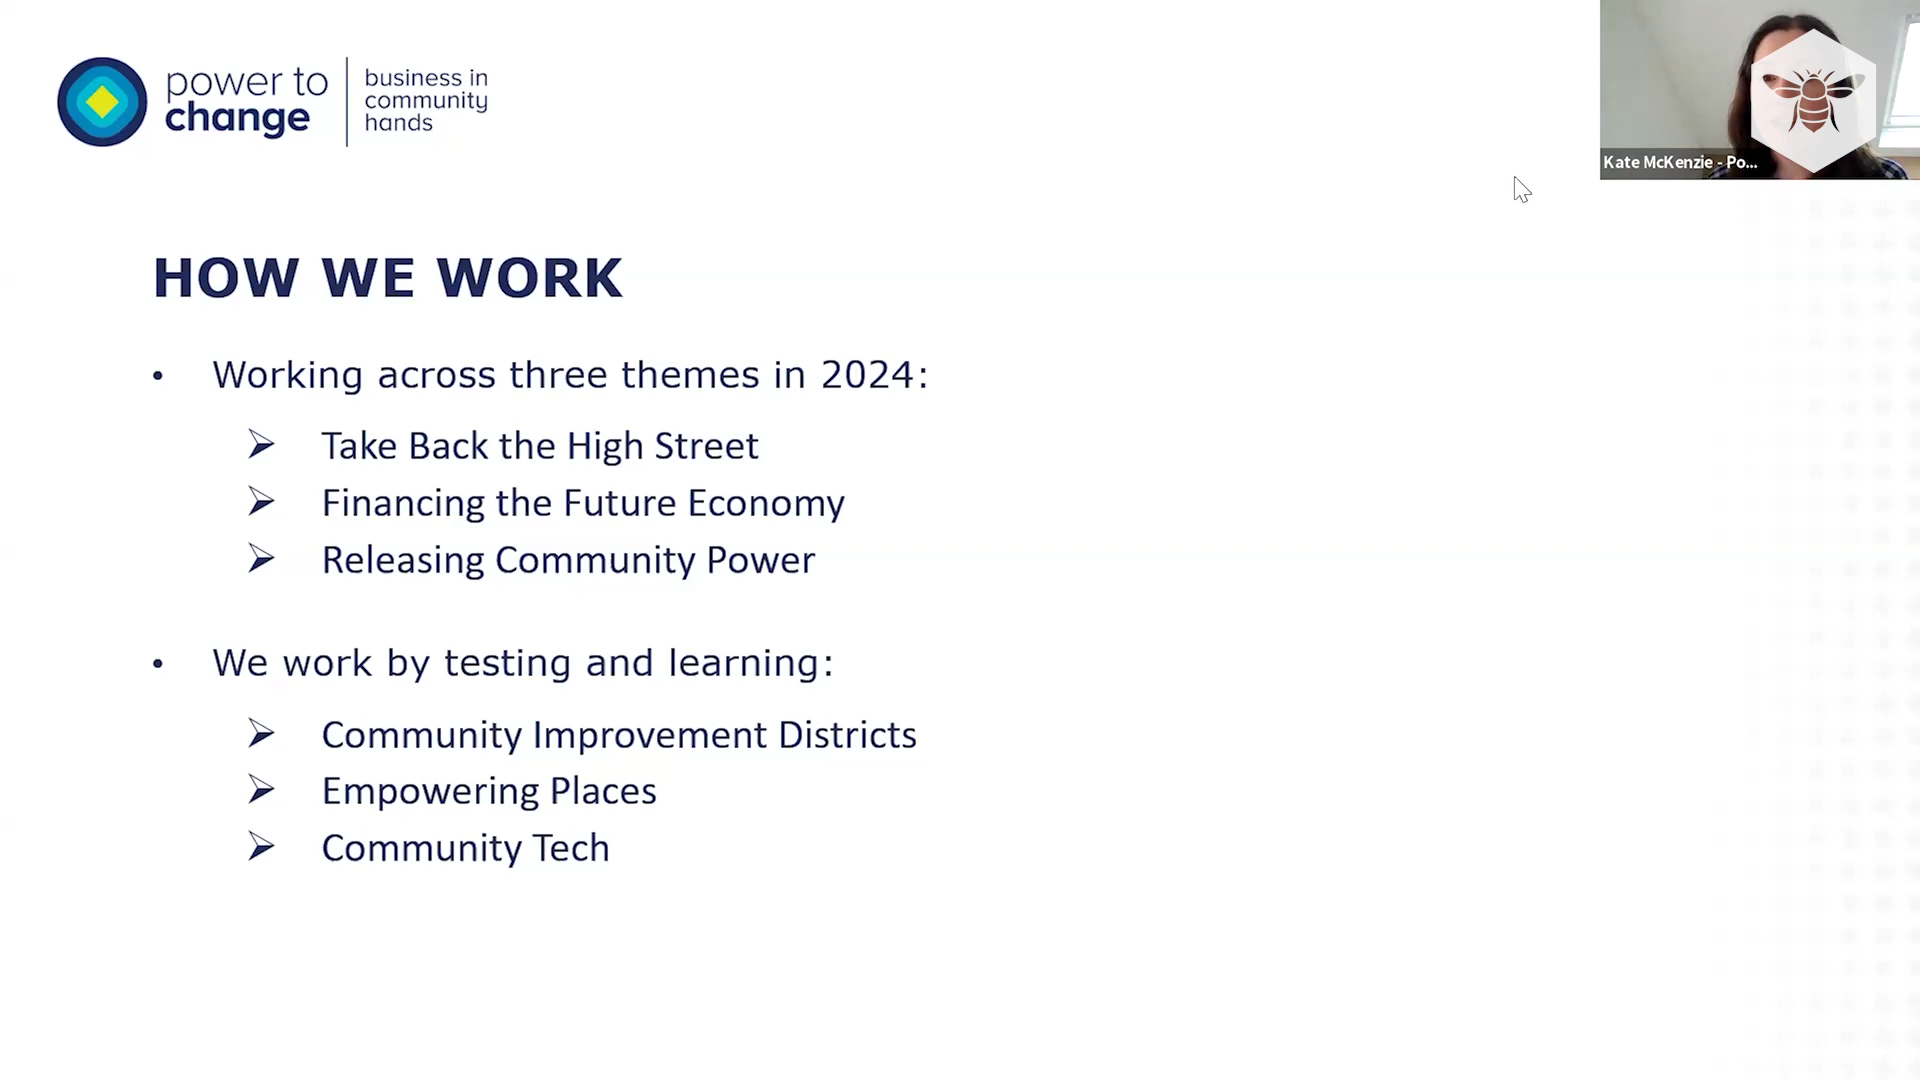 power to
change
business in
community
hands
Kate McKenzie - Po...
HOW WE WORK
• Working across three themes in 2024:
➢ Take Back the High Street
➢ Financing the Future Economy
➢ Releasing Community Power
• We work by testing and learning:
➢ Community Improvement Districts
➢ Empowering Places
➢ Community Tech